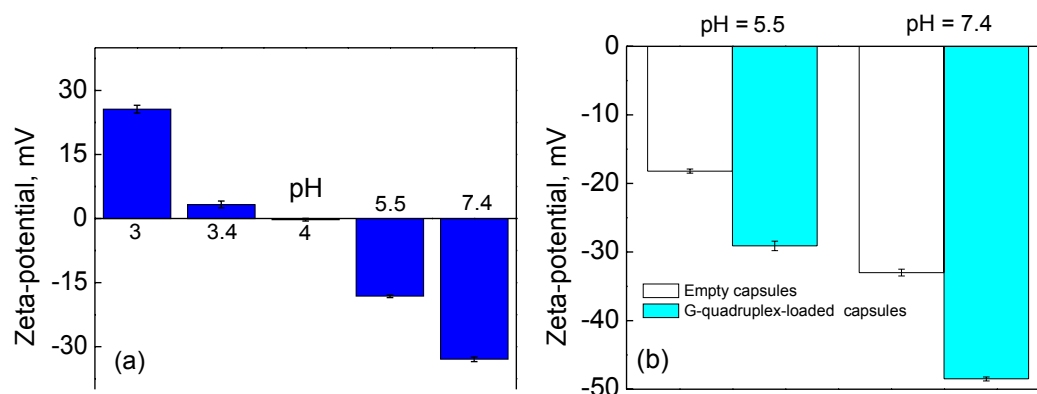 Zeta-potential, mV
30
15
0
-15
-30
pH
3
3.4
4
5.5
7.4
(a)
pH = 5.5
pH = 7.4
Zeta-potential, mV
0
-10
-20
-30
-40
-50
Empty capsules
G-quadruplex-loaded capsules
(b)